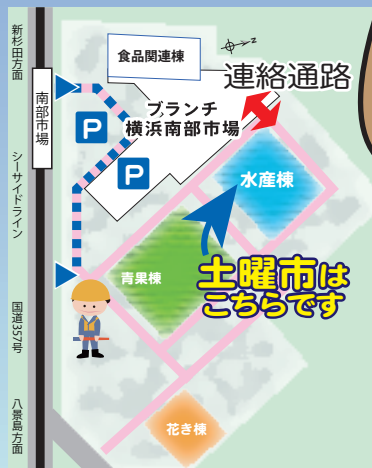 新杉田方面
南部市場
シーサイドライン
国道357号
八景島方面
食品関連棟
z
連絡通路
ブランチ
横浜南部市場
P
P
水産棟
青果棟
土曜市は
こちらです
花き棟